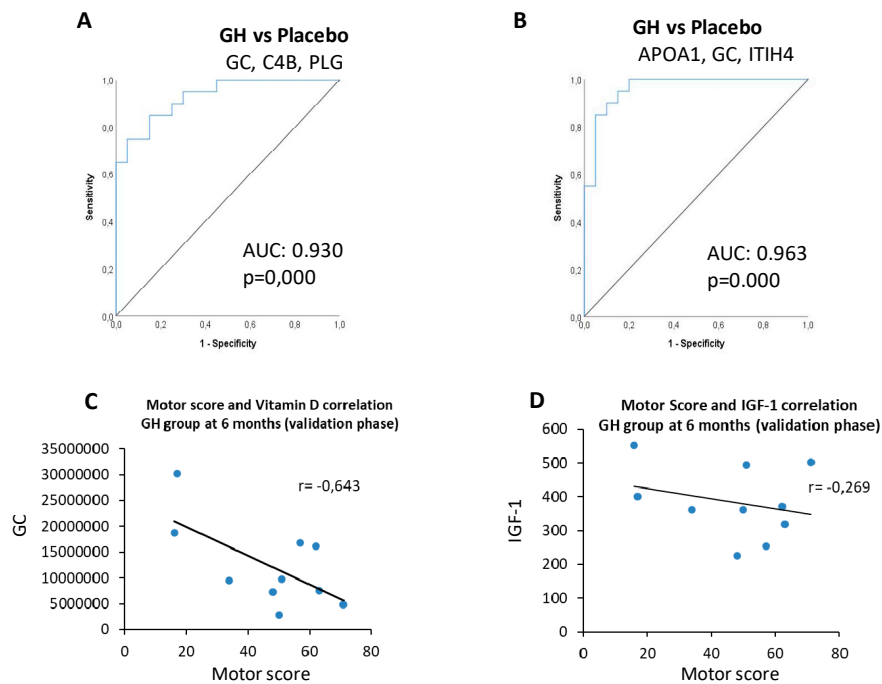 A
GH vs Placebo
GC, C4B, PLG
1,0
0,8
0,6
0,4
0,2
0,0
0,0
0,2
0,4
0,6
0,8
1,0
Sensitivity
1 - Specificity
AUC: 0.930
p=0,000
B
GH vs Placebo
APOA1, GC, ITIH4
1,0
0,8
0,6
0,4
0,2
0,0
0,0
0,2
0,4
0,6
0,8
1,0
Sensitivity
1 - Specificity
AUC: 0.963
p=0.000
C
Motor score and Vitamin D correlation
GH group at 6 months (validation phase)
35000000
30000000
25000000
20000000
15000000
10000000
5000000
0
0
20
40
60
80
GC
Motor score
r= -0,643
D
Motor Score and IGF-1 correlation
GH group at 6 months (validation phase)
600
500
400
300
200
100
0
0
20
40
60
80
IGF-1
Motor score
r= -0,269